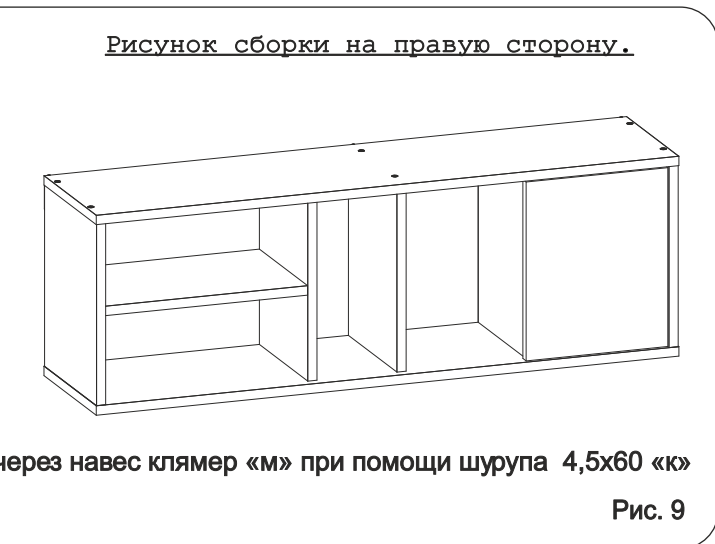 Рисунок сборки на правую сторону.
через навес клямер «м» при помощи шурупа 4,5х60 «к»
Рис. 9